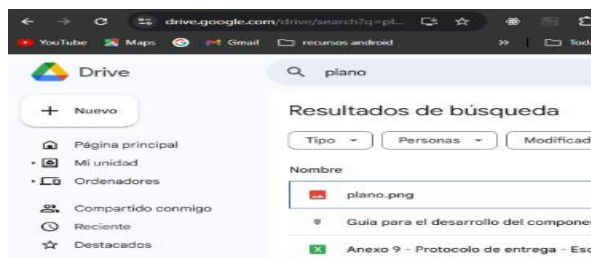 drive.google.com/drive/search?q=pl...
YouTube Maps Gmail recursos android Tod
Drive
plano
Nuevo
Resultados de búsqueda
Tipo Personas Modificad
Página principal
Mi unidad
Ordenadores
Nombre
plano.png
Compartido conmigo
Guía para el desarrollo del compone
Reciente
Destacados
Anexo 9 - Protocolo de entrega - Esc